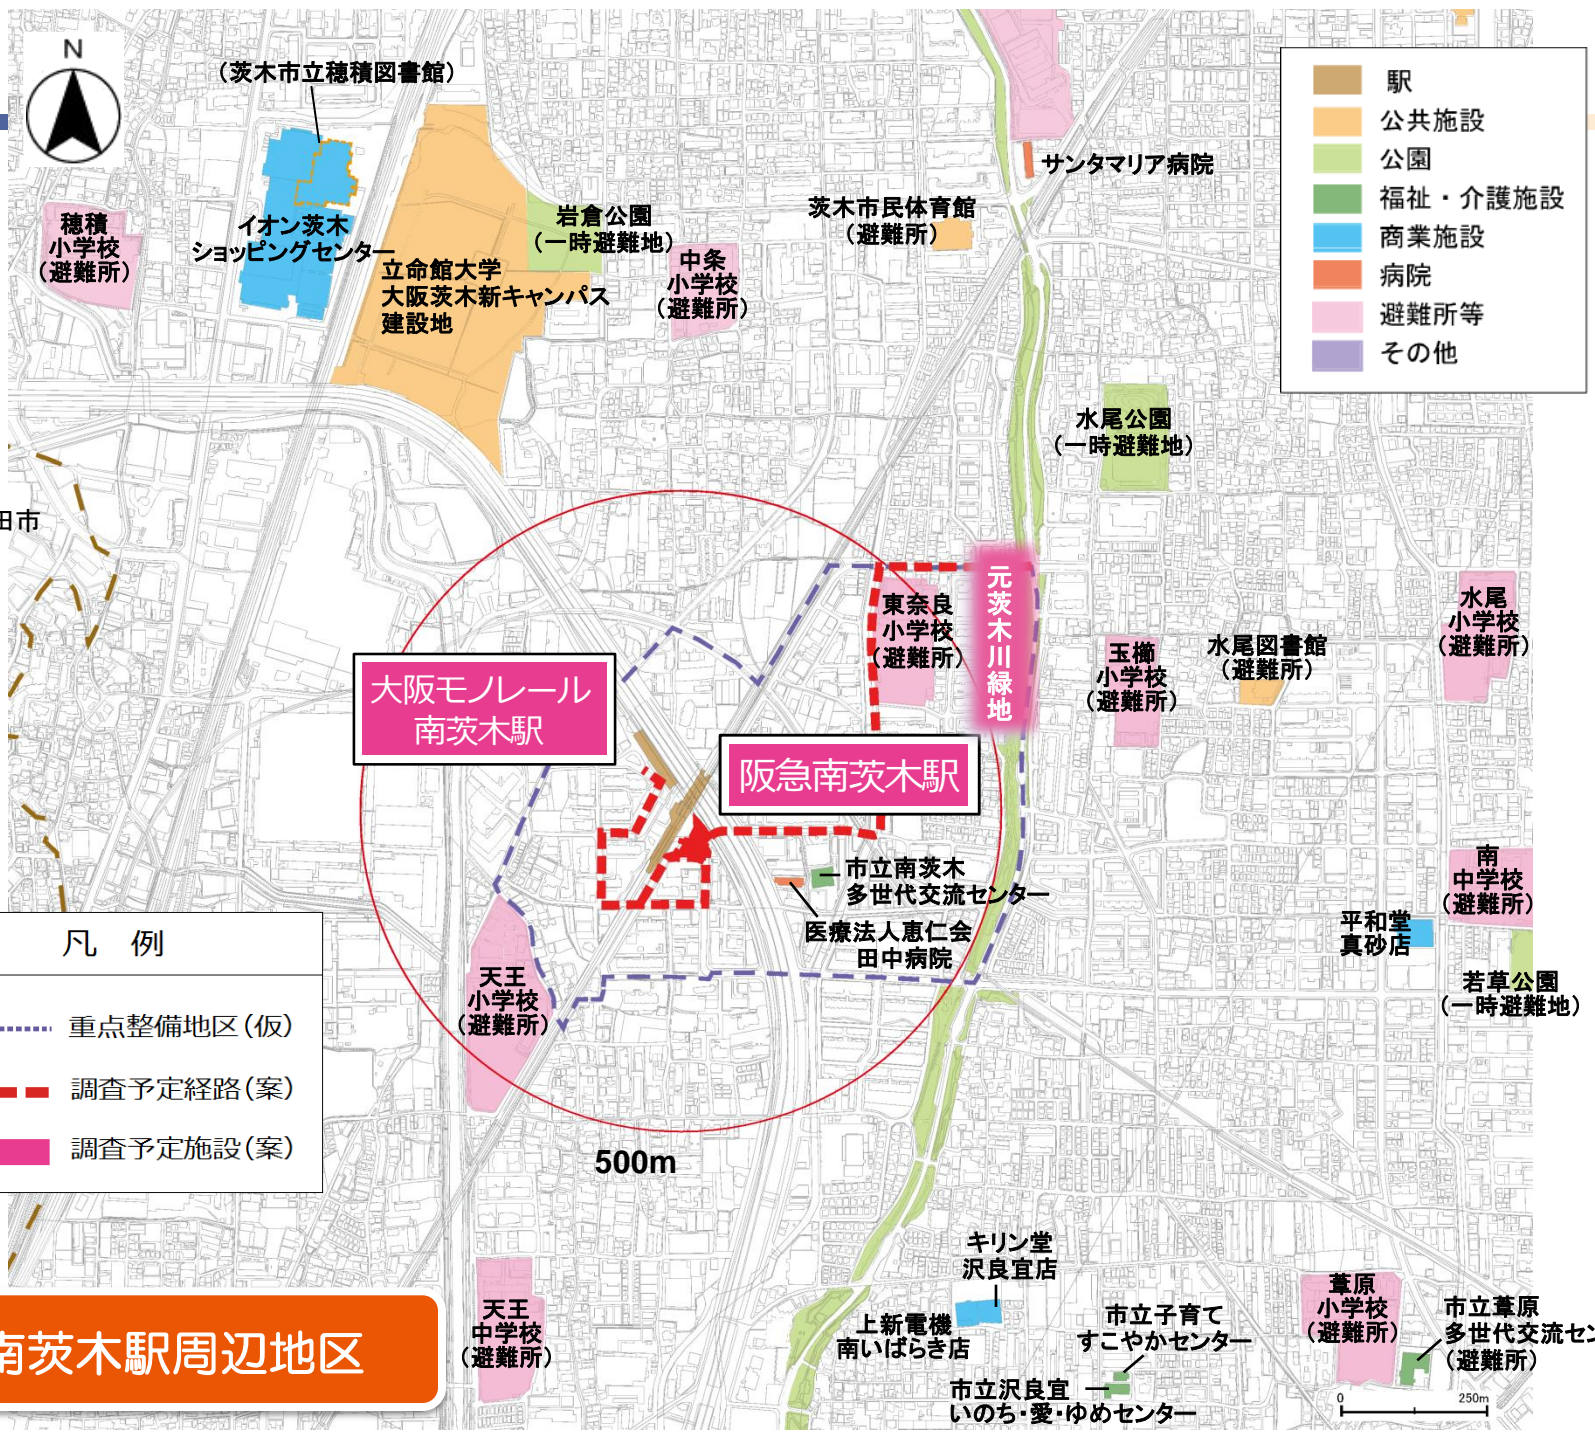 N
(茨木市立穂積図書館)
駅
公共施設
公園
福祉・介護施設
商業施設
病院
避難所等
その他
サンタマリア病院
茨木市民体育館
(避難所)
穂積
小学校
(避難所)
イオン茨木
ショッピングセンター
岩倉公園
(一時避難地)
中条
小学校
(避難所)
立命館大学
大阪茨木新キャンパス
建設地
水尾公園
(一時避難地)
田市
元茨木川緑地
東奈良
小学校
(避難所)
水尾
小学校
(避難所)
玉櫛
小学校
(避難所)
水尾図書館
(避難所)
大阪モノレール
南茨木駅
阪急南茨木駅
市立南茨木
多世代交流センター
医療法人恵仁会
田中病院
南
中学校
(避難所)
平和堂
真砂店
若草公園
(一時避難地)
天王
小学校
(避難所)
凡 例
重点整備地区(仮)
調査予定経路(案)
調査予定施設(案)
500m
キリン堂
沢良宜店
上新電機
南いばらき店
市立子育て
すこやかセンター
市立沢良宜
いのち・愛・ゆめセンター
葦原
小学校
(避難所)
市立葦原
多世代交流セン
(避難所)
天王
中学校
(避難所)
南茨木駅周辺地区
0 250m